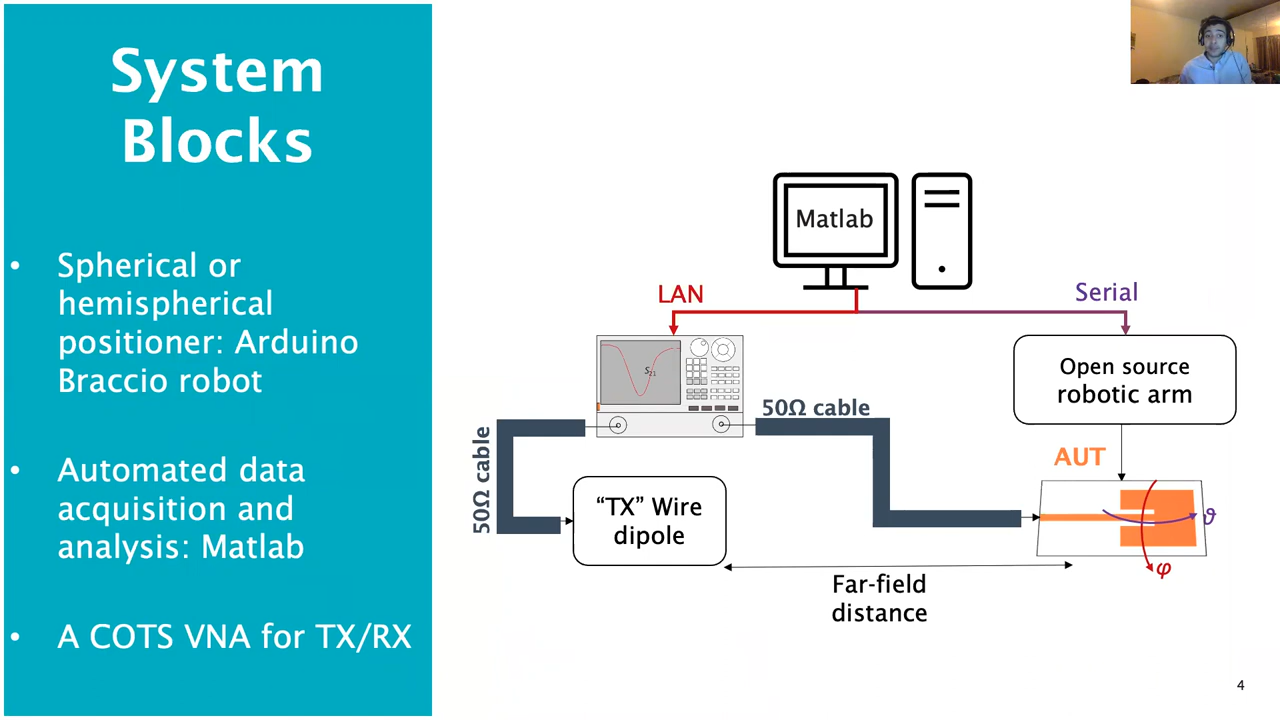 System
Blocks
• Spherical or
hemispherical
positioner: Arduino
Braccio robot
• Automated data
acquisition and
analysis: Matlab
• A COTS VNA for TX/RX
Matlab
LAN
Serial
S21
Open source
robotic arm
50Ω cable
50Ω cable
AUT
“TX” Wire
dipole
ϑ
φ
Far-field
distance
4